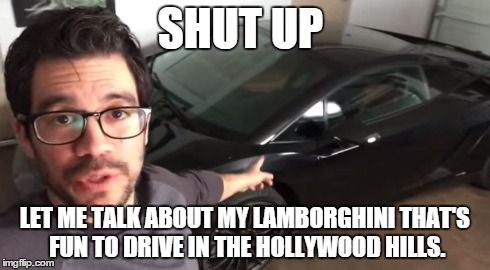 SHUT UP
LET ME TALK ABOUT MY LAMBORGHINI THAT'S
FUN TO DRIVE IN THE HOLLYWOOD HILLS.
imgflip.com